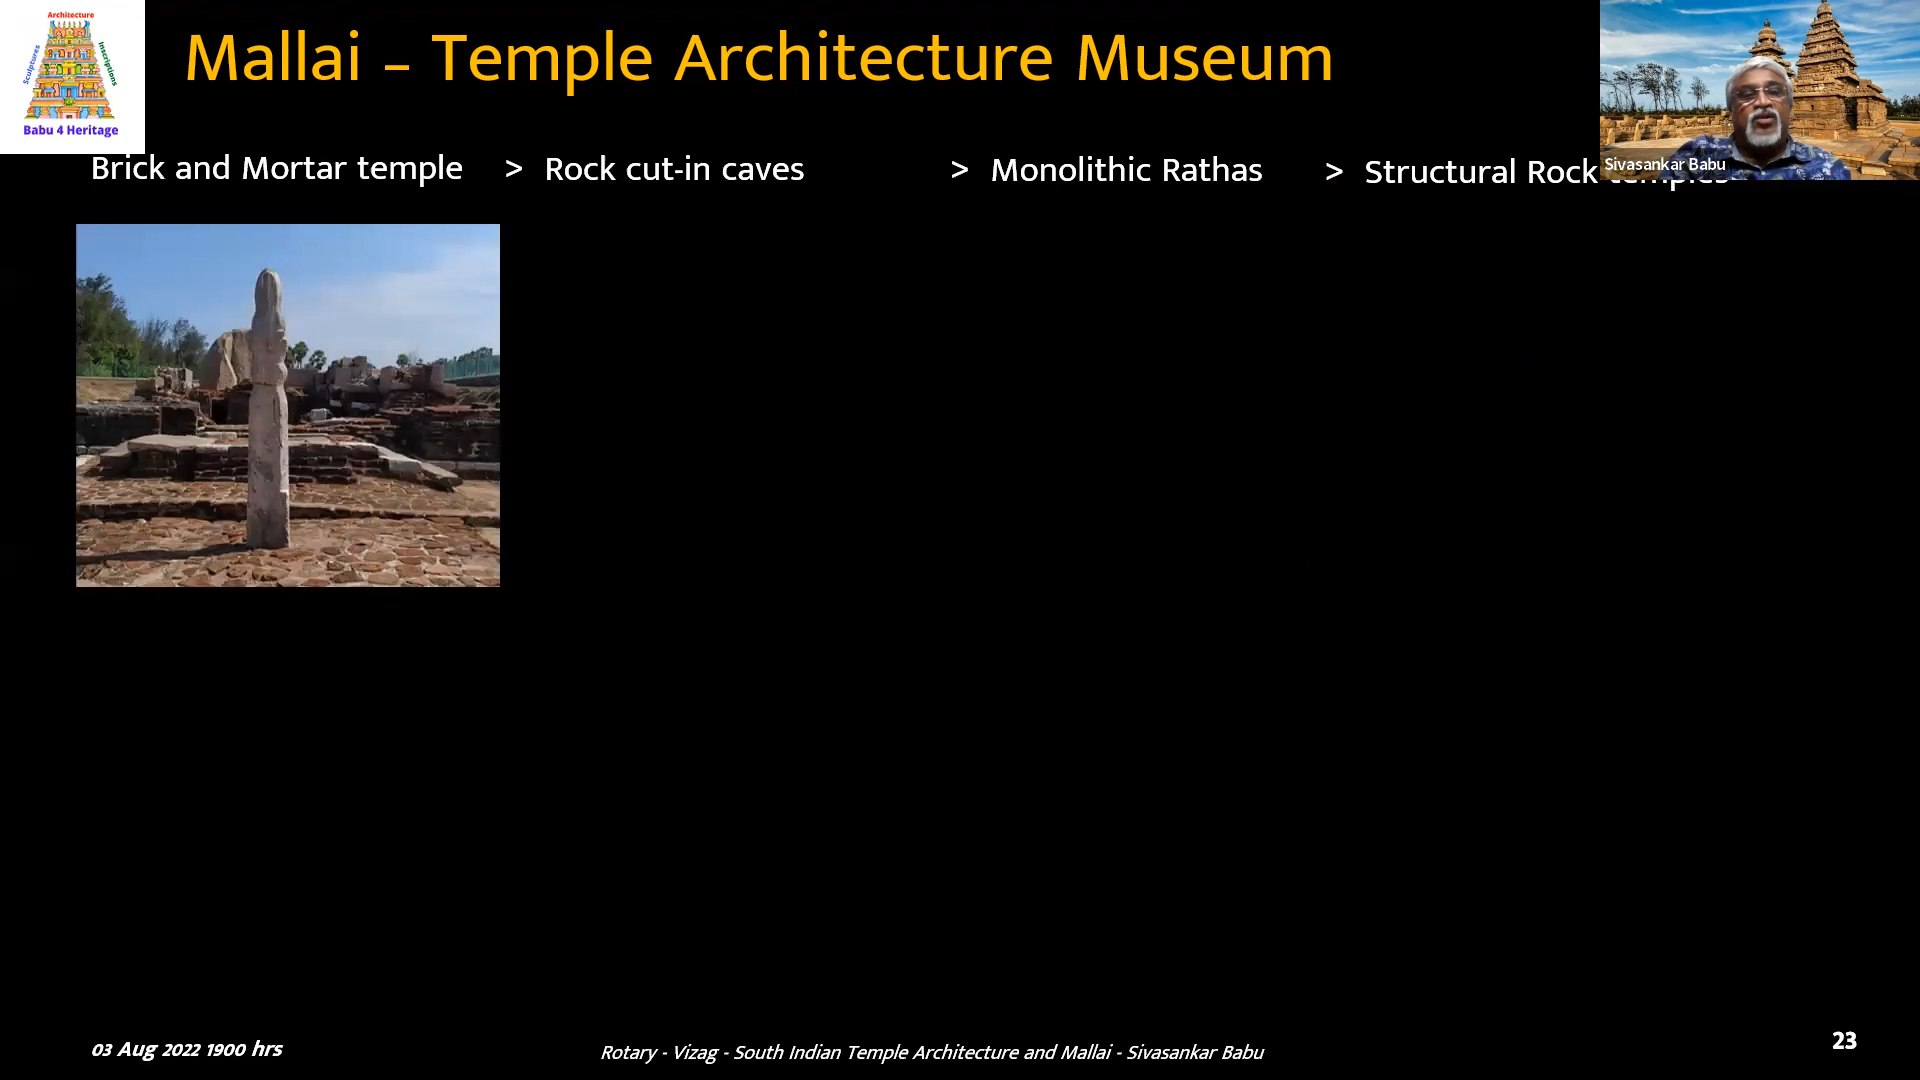 Architecture
Sculptures
Inscriptions
Babu 4 Heritage
Mallai – Temple Architecture Museum
Sivasankar Babu
Brick and Mortar temple > Rock cut-in caves > Monolithic Rathas > Structural Rock temples
03 Aug 2022 1900 hrs
Rotary - Vizag - South Indian Temple Architecture and Mallai - Sivasankar Babu
23